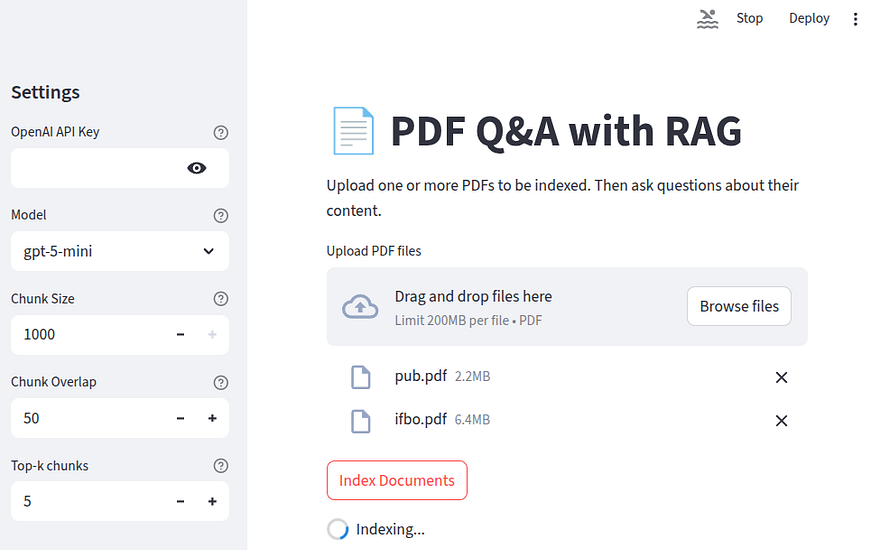 Stop
Deploy
Settings
OpenAI API Key
Model
gpt-5-mini
Chunk Size
1000
Chunk Overlap
50
Top-k chunks
5
PDF Q&A with RAG
Upload one or more PDFs to be indexed. Then ask questions about their
content.
Upload PDF files
Drag and drop files here
Limit 200MB per file • PDF
Browse files
pub.pdf 2.2MB
ifbo.pdf 6.4MB
Index Documents
Indexing...